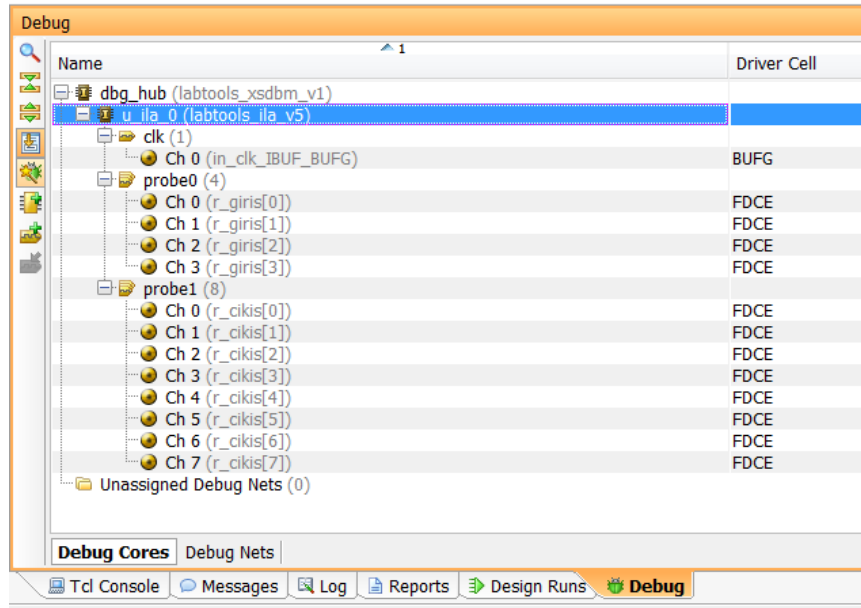 Debug
Name 1 Driver Cell
dbg_hub (labtools_xsdbm_v1)
u_ila_0 (labtools_ila_v5)
clk (1)
Ch 0 (in_clk_IBUF_BUFG) BUFG
probe0 (4)
Ch 0 (r_giris[0]) FDCE
Ch 1 (r_giris[1]) FDCE
Ch 2 (r_giris[2]) FDCE
Ch 3 (r_giris[3]) FDCE
probe1 (8)
Ch 0 (r_cikis[0]) FDCE
Ch 1 (r_cikis[1]) FDCE
Ch 2 (r_cikis[2]) FDCE
Ch 3 (r_cikis[3]) FDCE
Ch 4 (r_cikis[4]) FDCE
Ch 5 (r_cikis[5]) FDCE
Ch 6 (r_cikis[6]) FDCE
Ch 7 (r_cikis[7]) FDCE
Unassigned Debug Nets (0)
Debug Cores Debug Nets
Tcl Console Messages Log Reports Design Runs Debug